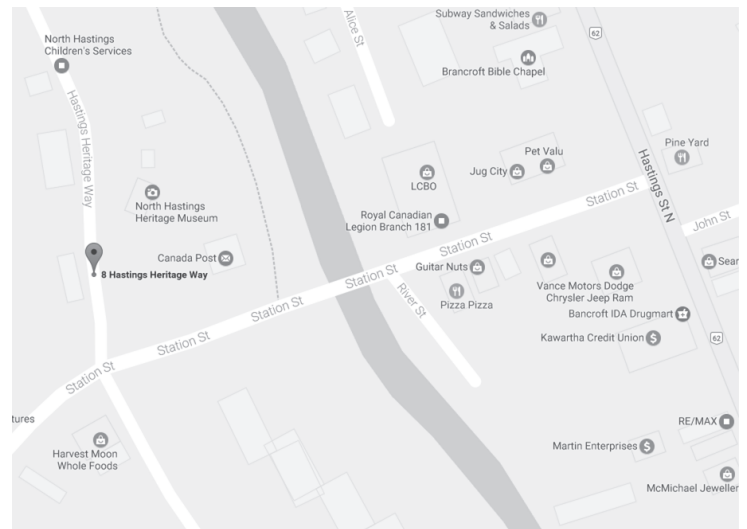 Subway Sandwiches
& Salads
Alice St
62
North Hastings
Children's Services
Brancroft Bible Chapel
Hastings Heritage Way
Pine Yard
Pet Valu
Jug City
Hastings St N
LCBO
Station St
North Hastings
Heritage Museum
Royal Canadian
Legion Branch 181
John St
Station St
Canada Post
Guitar Nuts
Sear
8 Hastings Heritage Way
Station St
River St
Vance Motors Dodge
Chrysler Jeep Ram
Pizza Pizza
Station St
Bancroft IDA Drugmart
Station St
Kawartha Credit Union
62
Station St
tures
RE/MAX
Harvest Moon
Whole Foods
Martin Enterprises
McMichael Jeweller